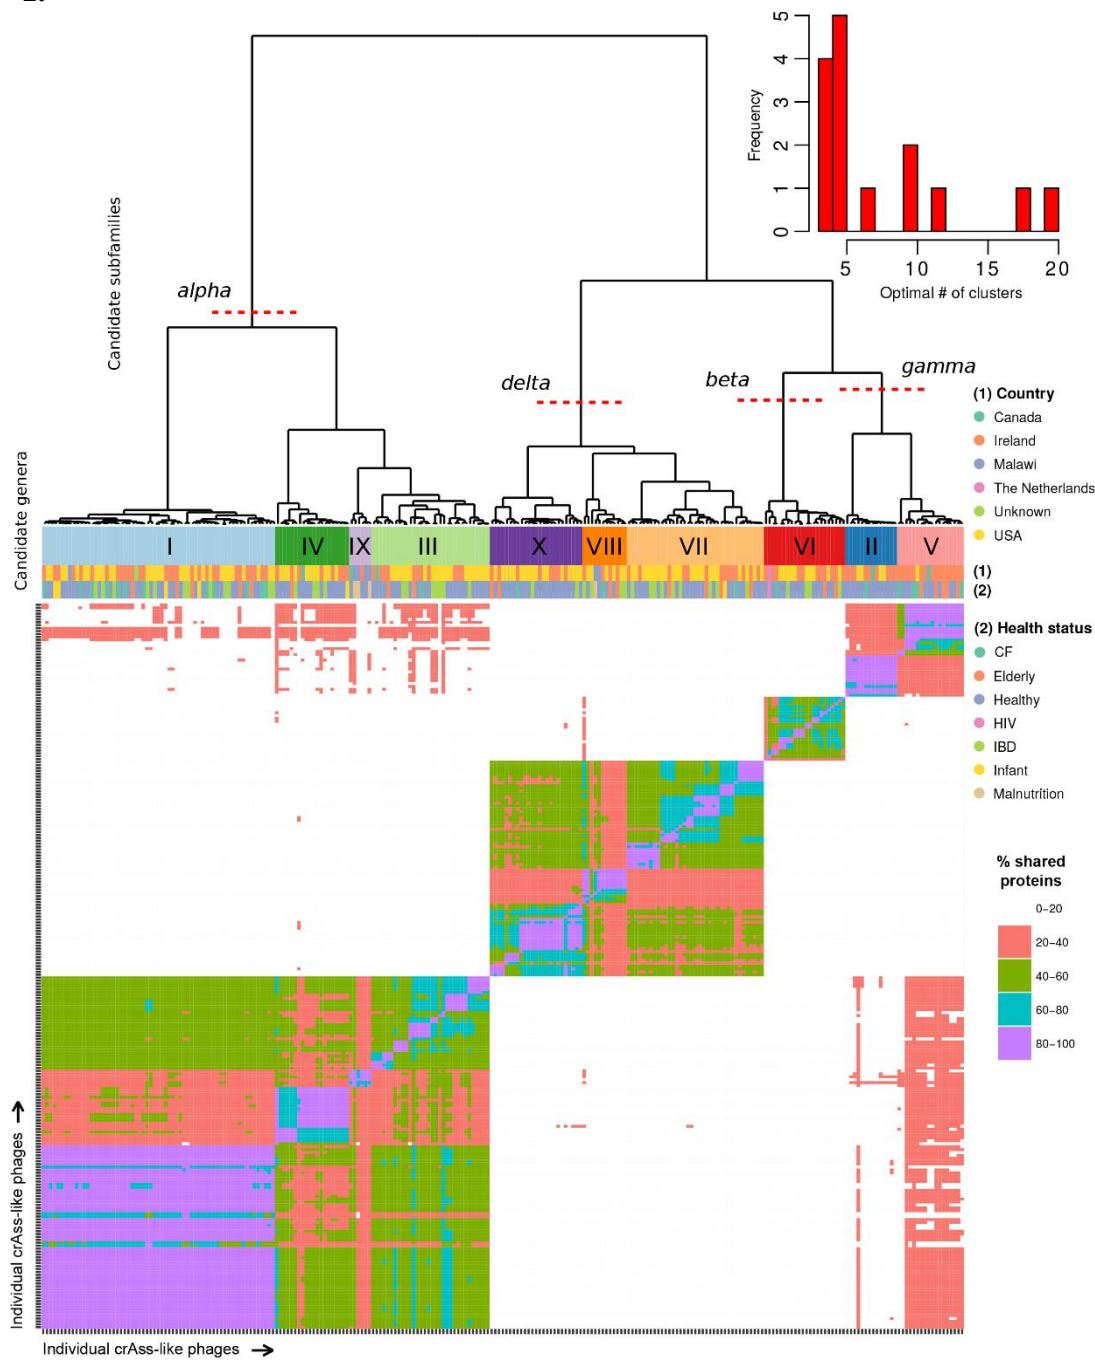 5
4
3
2
1
0
Frequency
5 10 15 20
Optimal # of clusters
Candidate subfamilies
alpha
delta
beta
gamma
Candidate genera
I IV IX III X VIII VII VI II V
(1)
(2)
(1) Country
Canada
Ireland
Malawi
The Netherlands
Unknown
USA
(2) Health status
CF
Elderly
Healthy
HIV
IBD
Infant
Malnutrition
% shared
proteins
0-20
20-40
40-60
60-80
80-100
Individual crAss-like phages →
Individual crAss-like phages →